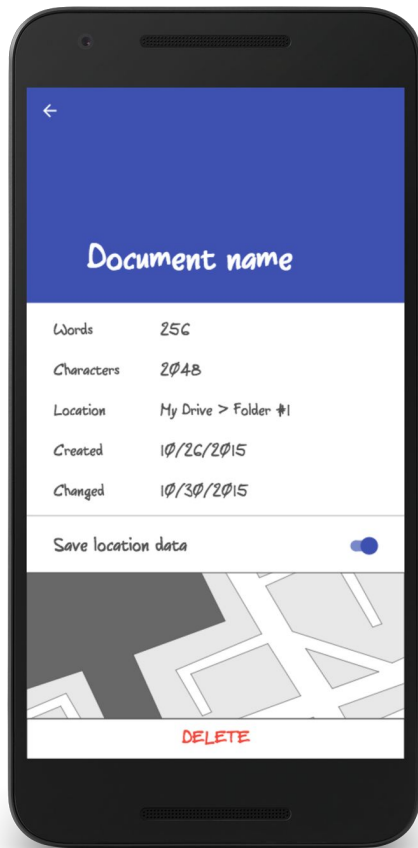 Document name
Words 256
Characters 2048
Location My Drive > Folder #1
Created 10/26/2015
Changed 10/30/2015
Save location data
DELETE